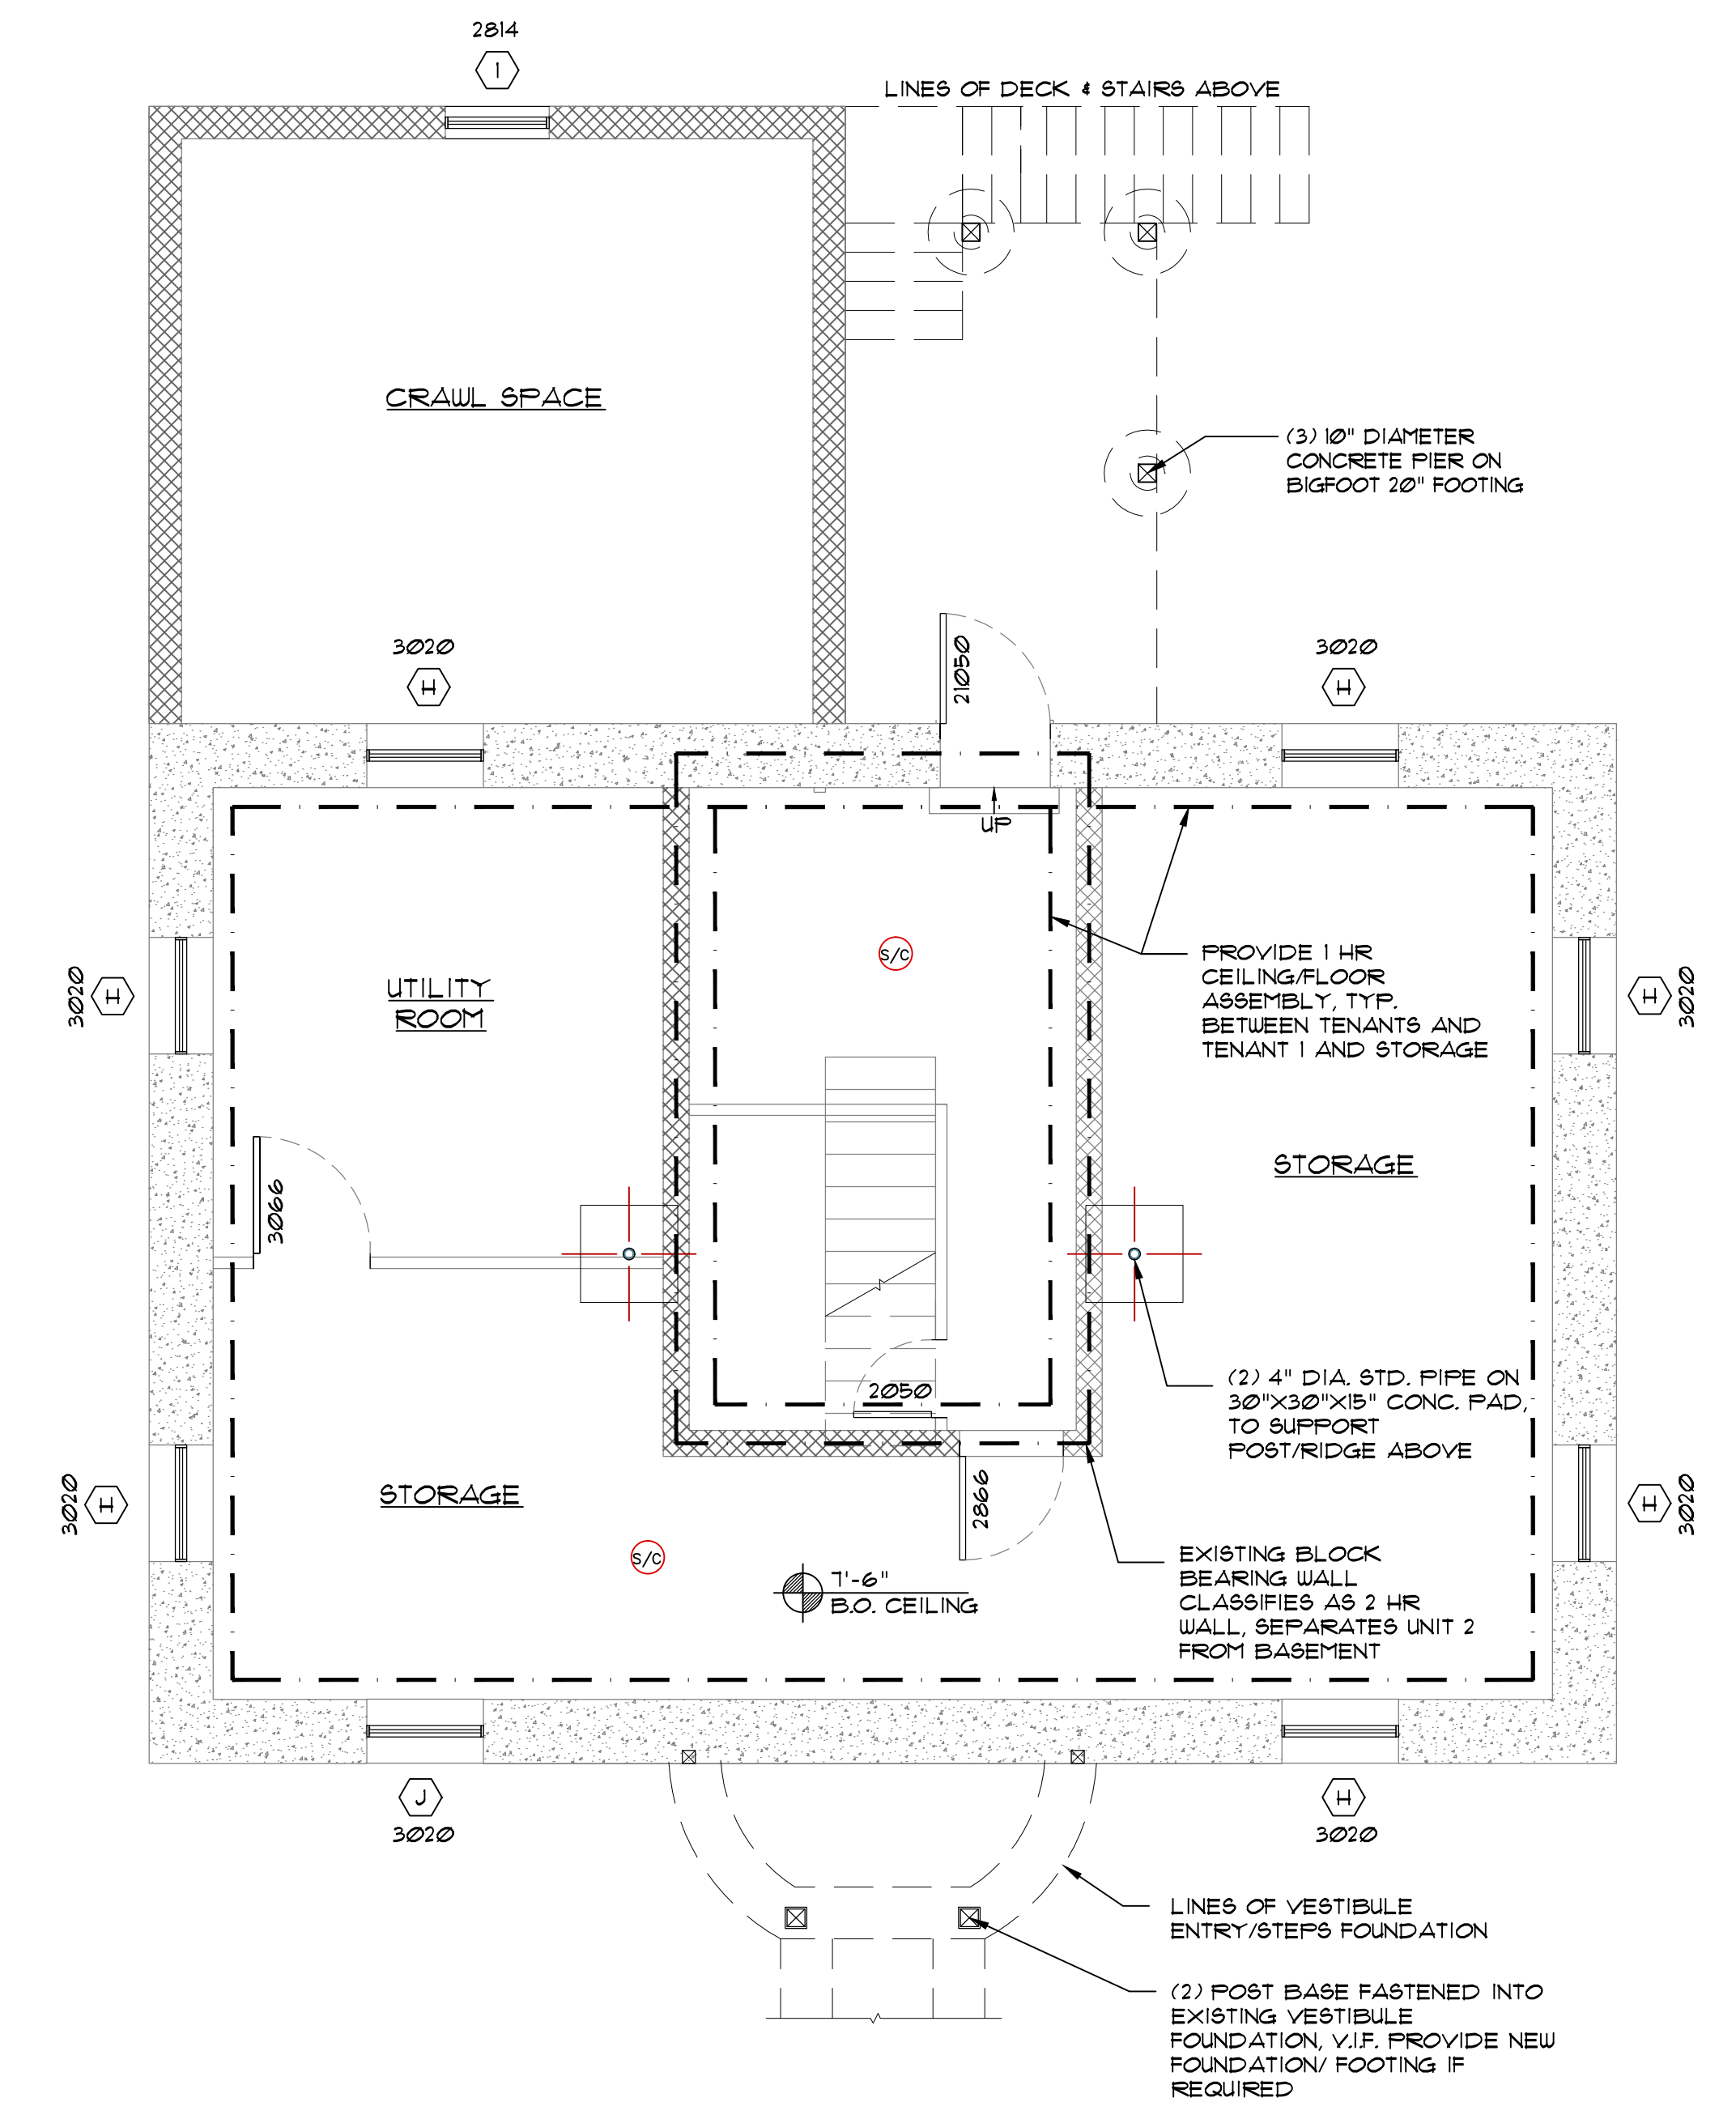 2814
I
LINES OF DECK & STAIRS ABOVE
CRAWL SPACE
(3) 10" DIAMETER
CONCRETE PIER ON
BIGFOOT 20" FOOTING
3020
H
21050
3020
H
UP
S/C
PROVIDE 1 HR
CEILING/FLOOR
ASSEMBLY, TYP.
BETWEEN TENANTS AND
TENANT 1 AND STORAGE
UTILITY
ROOM
3020
H
H
3020
STORAGE
3066
(2) 4" DIA. STD. PIPE ON
30"X30"X15" CONC. PAD,
TO SUPPORT
POST/RIDGE ABOVE
2050
STORAGE
2866
3020
H
H
3020
S/C
7'-6"
B.O. CEILING
EXISTING BLOCK
BEARING WALL
CLASSIFIES AS 2 HR
WALL, SEPARATES UNIT 2
FROM BASEMENT
J
3020
H
3020
LINES OF VESTIBULE
ENTRY/STEPS FOUNDATION
(2) POST BASE FASTENED INTO
EXISTING VESTIBULE
FOUNDATION, V.I.F. PROVIDE NEW
FOUNDATION/ FOOTING IF
REQUIRED